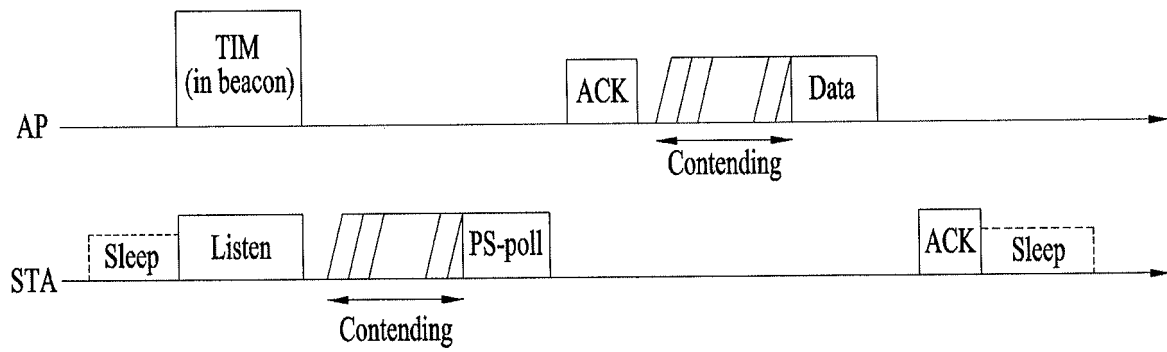 TIM
(in beacon)
ACK
Data
AP
Contending
Sleep
Listen
PS-poll
ACK
Sleep
STA
Contending